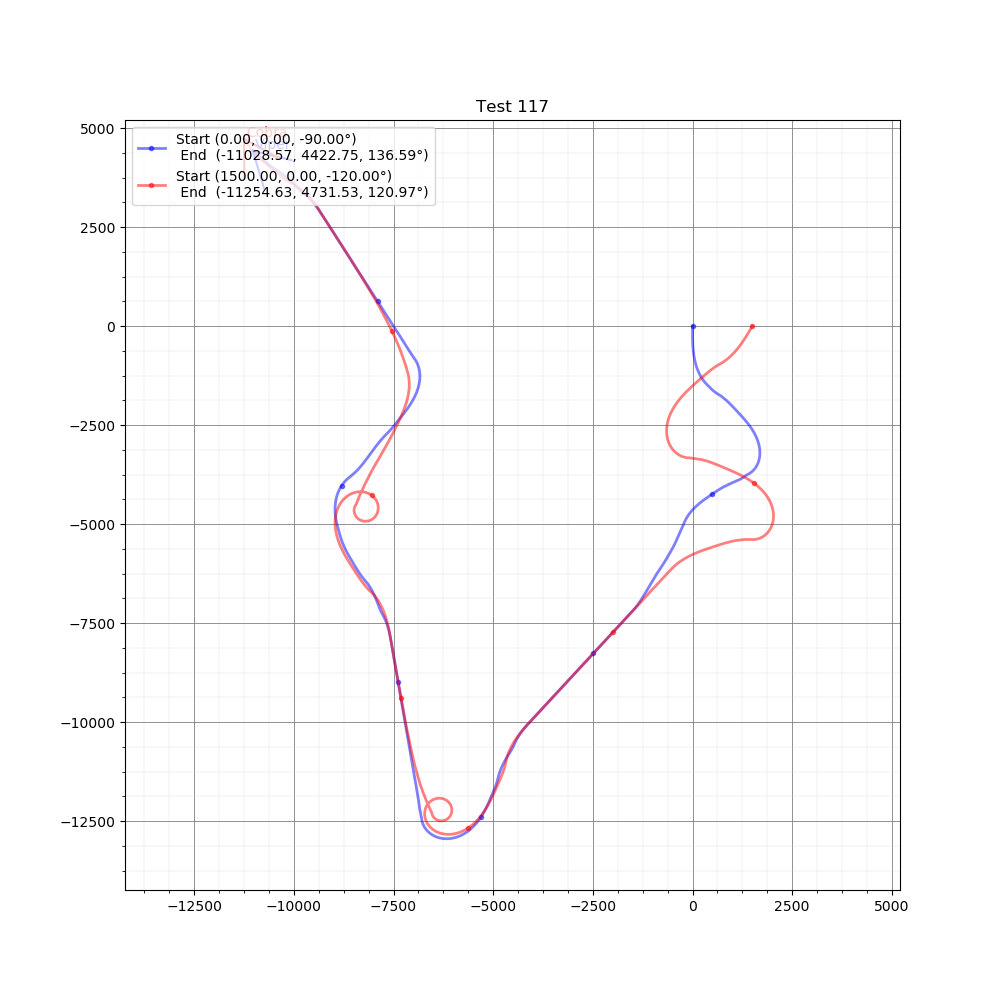 Test 117
Cobra
Start (0.00, 0.00, -90.00°)
End (-11028.57, 4422.75, 136.59°)
Start (1500.00, 0.00, -120.00°)
End (-11254.63, 4731.53, 120.97°)
5000
2500
0
−2500
−5000
−7500
−10000
−12500
−12500 −10000 −7500 −5000 −2500 0 2500 5000